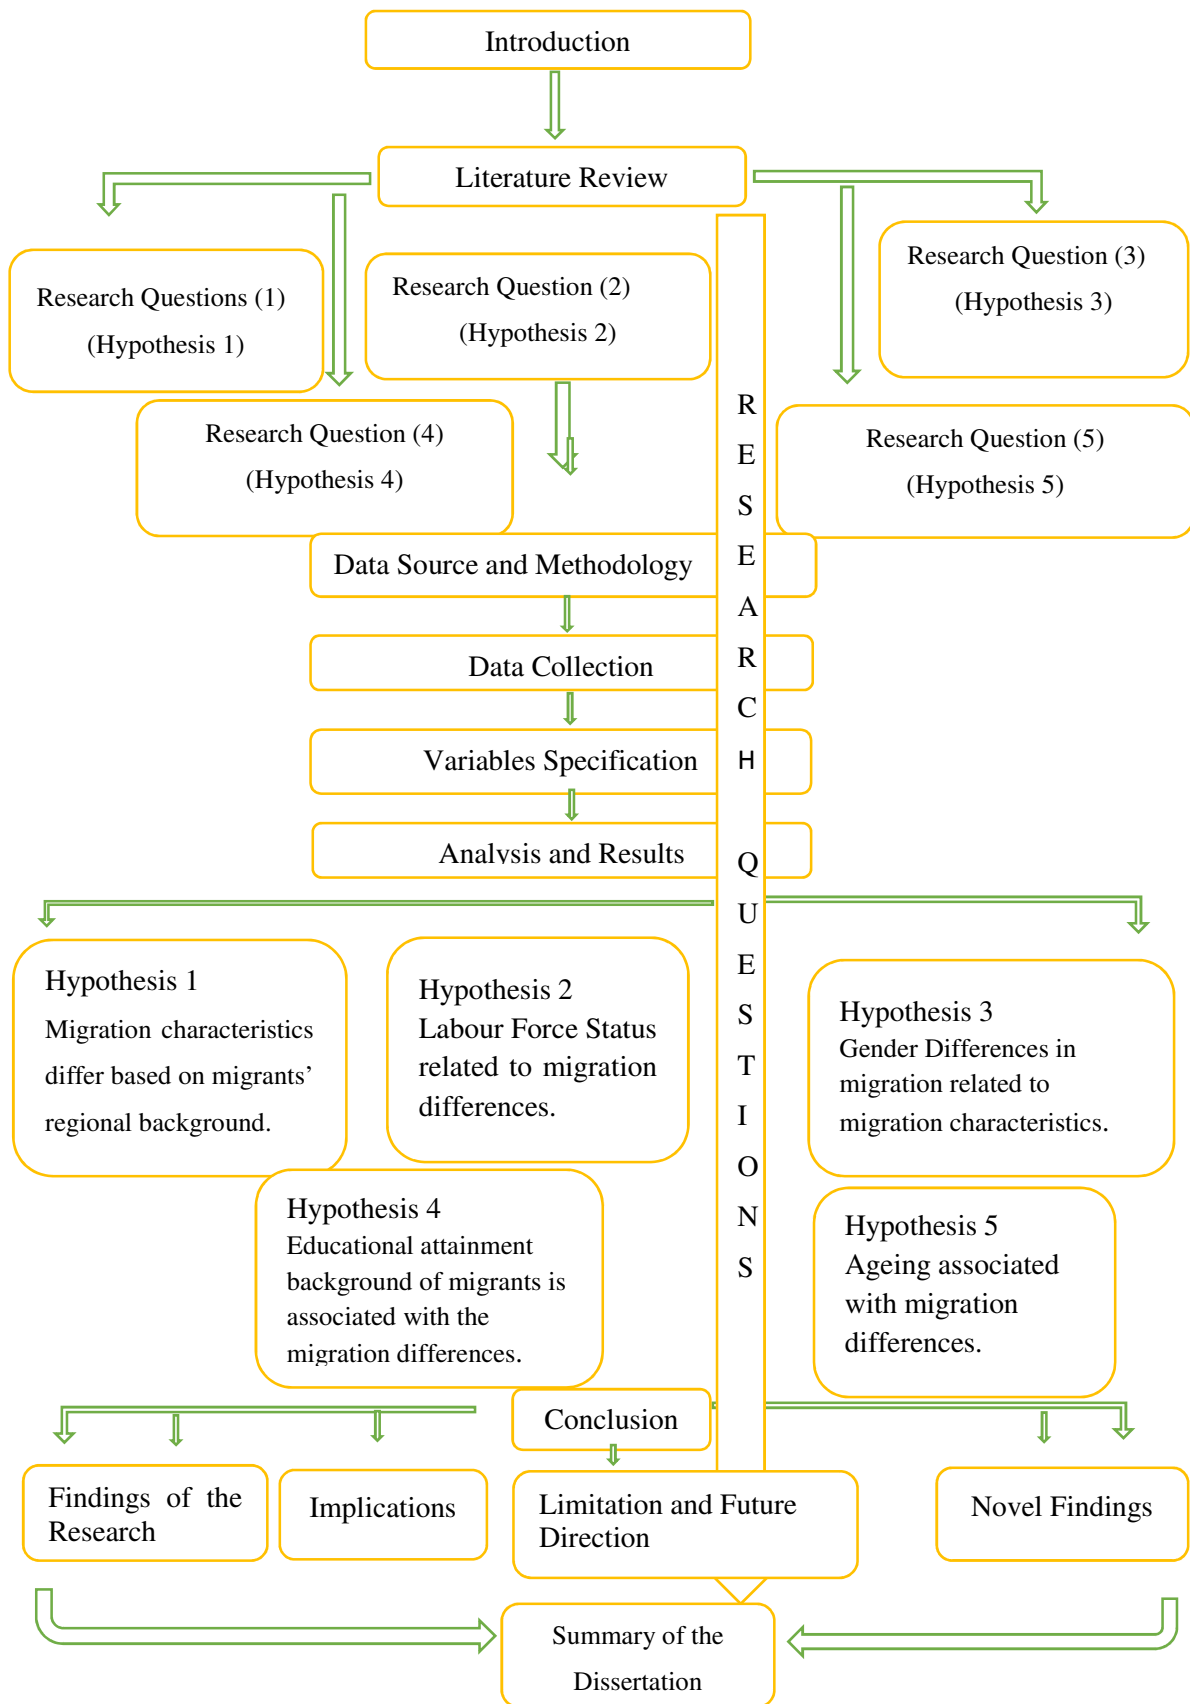 Introduction
Literature Review
Research Questions (1)
(Hypothesis 1)
Research Question (2)
(Hypothesis 2)
Research Question (3)
(Hypothesis 3)
Research Question (4)
(Hypothesis 4)
Research Question (5)
(Hypothesis 5)
RESEARCH QUESTIONS
Data Source and Methodology
Data Collection
Variables Specification
Analysis and Results
Hypothesis 1
Migration characteristics
differ based on migrants’
regional background.
Hypothesis 2
Labour Force Status
related to migration
differences.
Hypothesis 3
Gender Differences in
migration related to
migration characteristics.
Hypothesis 4
Educational attainment
background of migrants is
associated with the
migration differences.
Hypothesis 5
Ageing associated
with migration
differences.
Conclusion
Findings of the
Research
Implications
Limitation and Future
Direction
Novel Findings
Summary of the
Dissertation